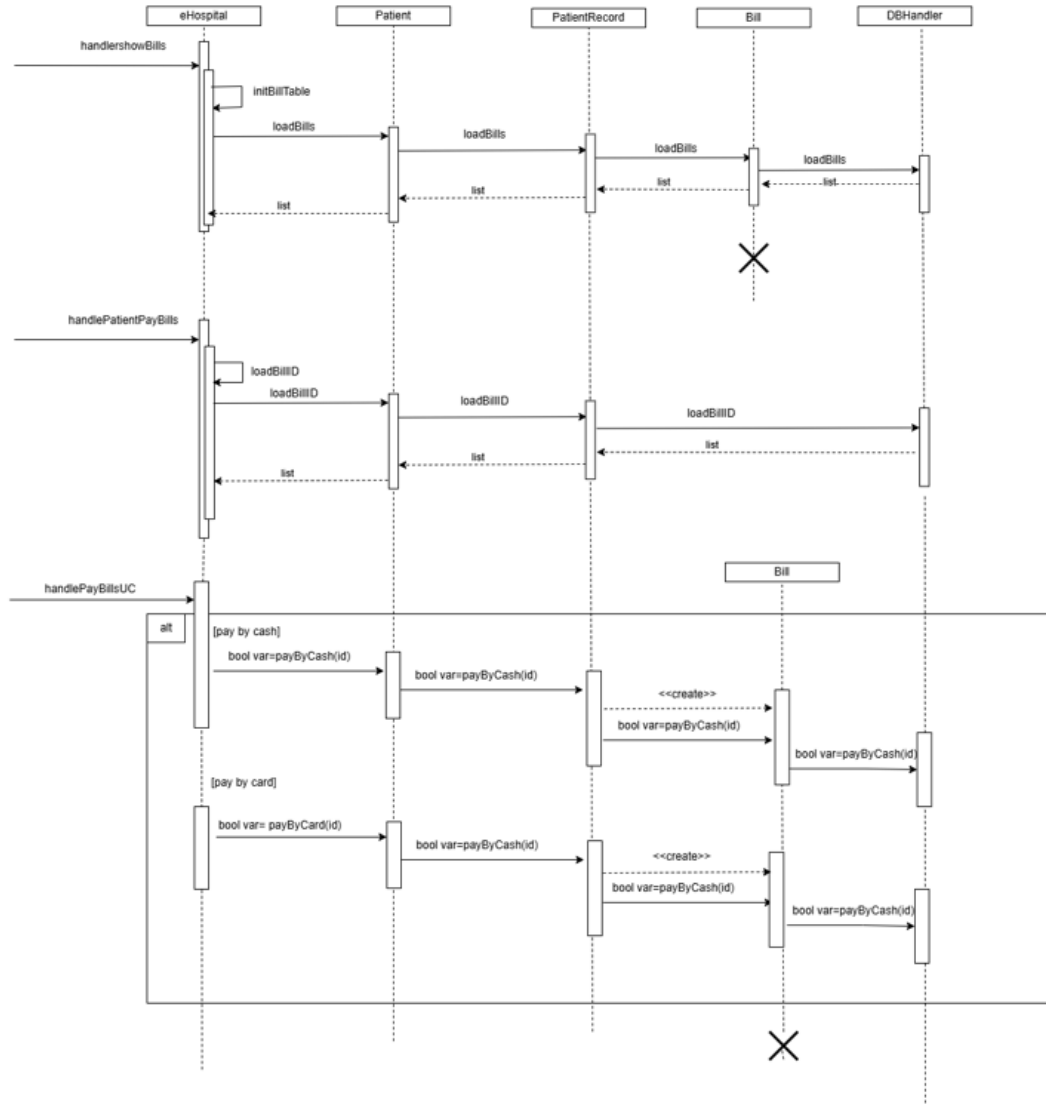 eHospital
Patient
PatientRecord
Bill
DBHandler
handlershowBills
initBillTable
loadBills
loadBills
loadBills
loadBills
list
list
list
list
handlePatientPayBills
loadBillID
loadBillID
loadBillID
loadBillID
list
list
list
handlePayBillsUC
Bill
alt
[pay by cash]
bool var=payByCash(id)
bool var=payByCash(id)
<<create>>
bool var=payByCash(id)
bool var=payByCash(id)
[pay by card]
bool var= payByCard(id)
bool var=payByCash(id)
<<create>>
bool var=payByCash(id)
bool var=payByCash(id)